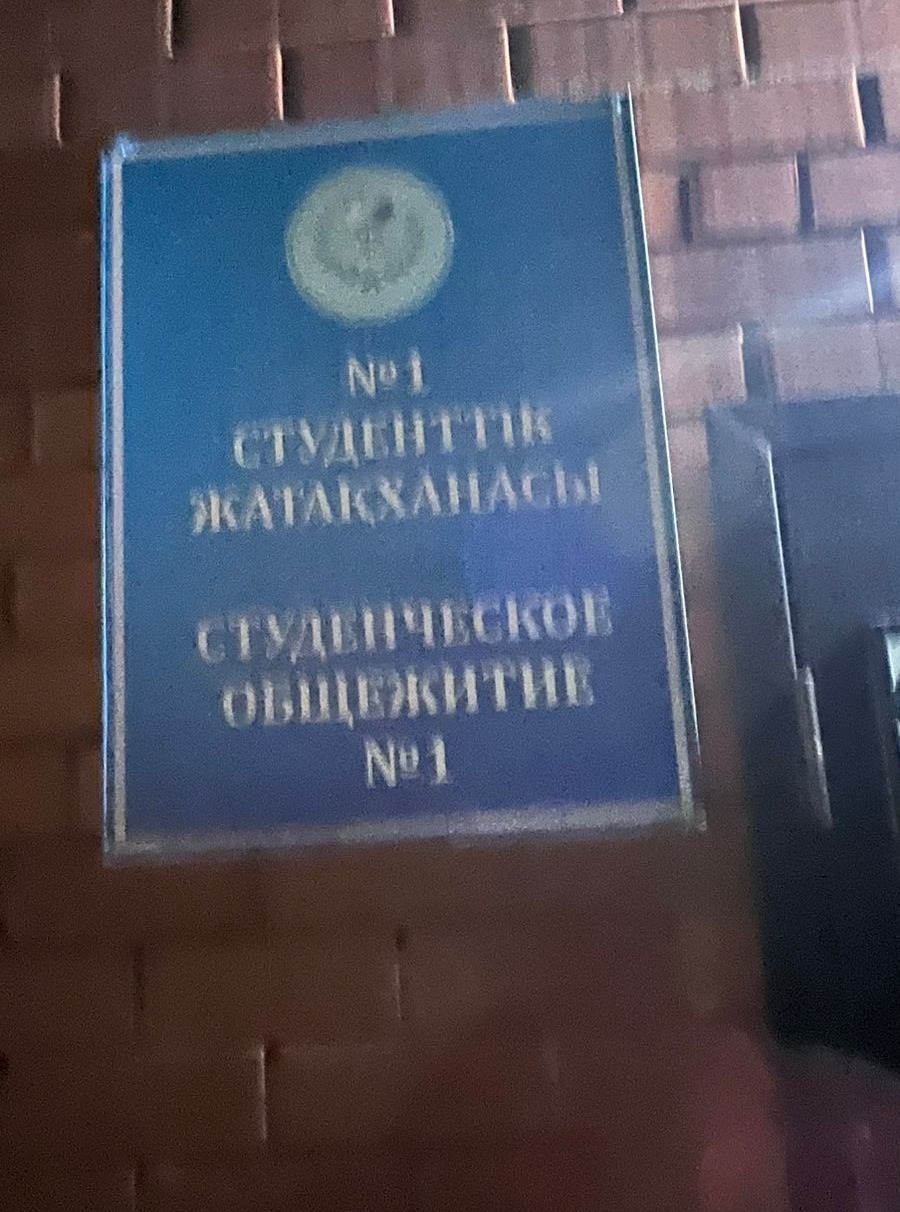 №1
СТУДЕНТТІК
ЖАТАҚХАНАСЫ
СТУДЕНЧЕСКОЕ
ОБЩЕЖИТИЕ
№1